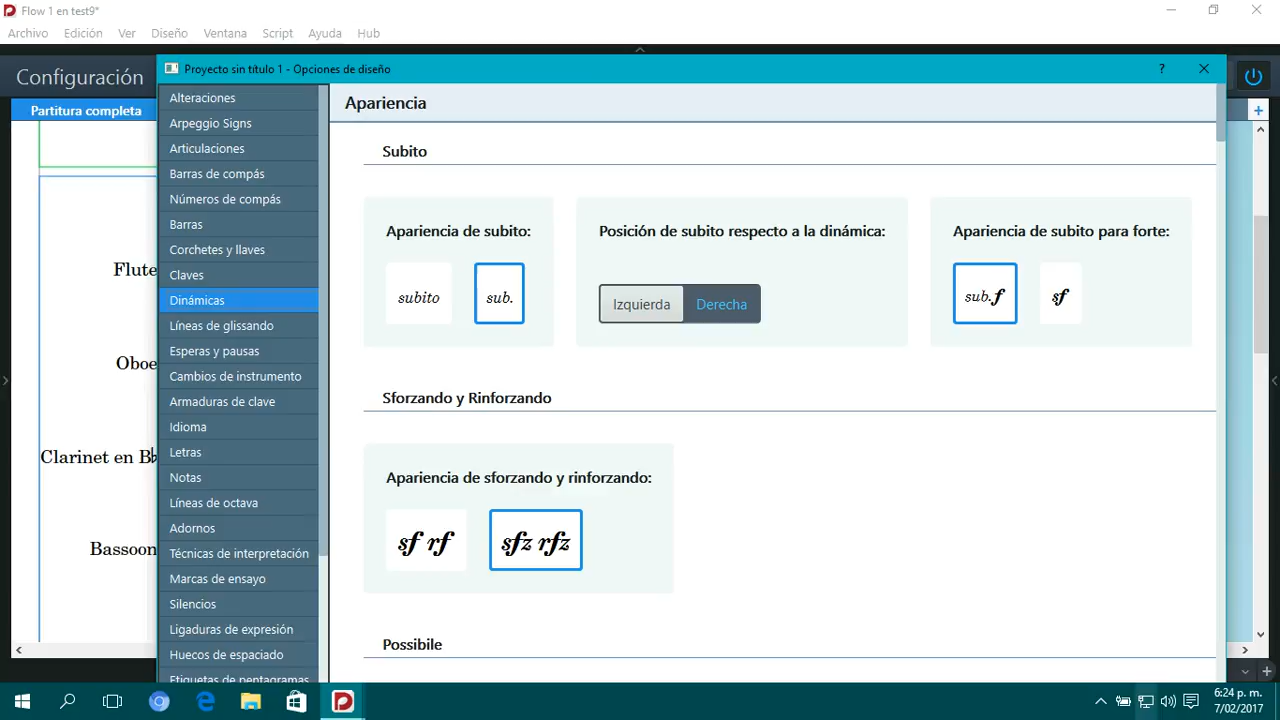 Flow 1 en test9*
Archivo Edición Ver Diseño Ventana Script Ayuda Hub
Configuración
Proyecto sin título 1 - Opciones de diseño
?
Partitura completa
+
Flute
Oboe
Clarinet en B♭
Bassoon
Alteraciones
Arpeggio Signs
Articulaciones
Barras de compás
Números de compás
Barras
Corchetes y llaves
Claves
Dinámicas
Líneas de glissando
Esperas y pausas
Cambios de instrumento
Armaduras de clave
Idioma
Letras
Notas
Líneas de octava
Adornos
Técnicas de interpretación
Marcas de ensayo
Silencios
Ligaduras de expresión
Huecos de espaciado
Etiquetas de pentagramas
Apariencia
Subito
Apariencia de subito:
subito sub.
Posición de subito respecto a la dinámica:
Izquierda Derecha
Apariencia de subito para forte:
sub.f sf
Sforzando y Rinforzando
Apariencia de sforzando y rinforzando:
sf rf sfz rfz
Possibile
+
6:24 p. m.
7/02/2017